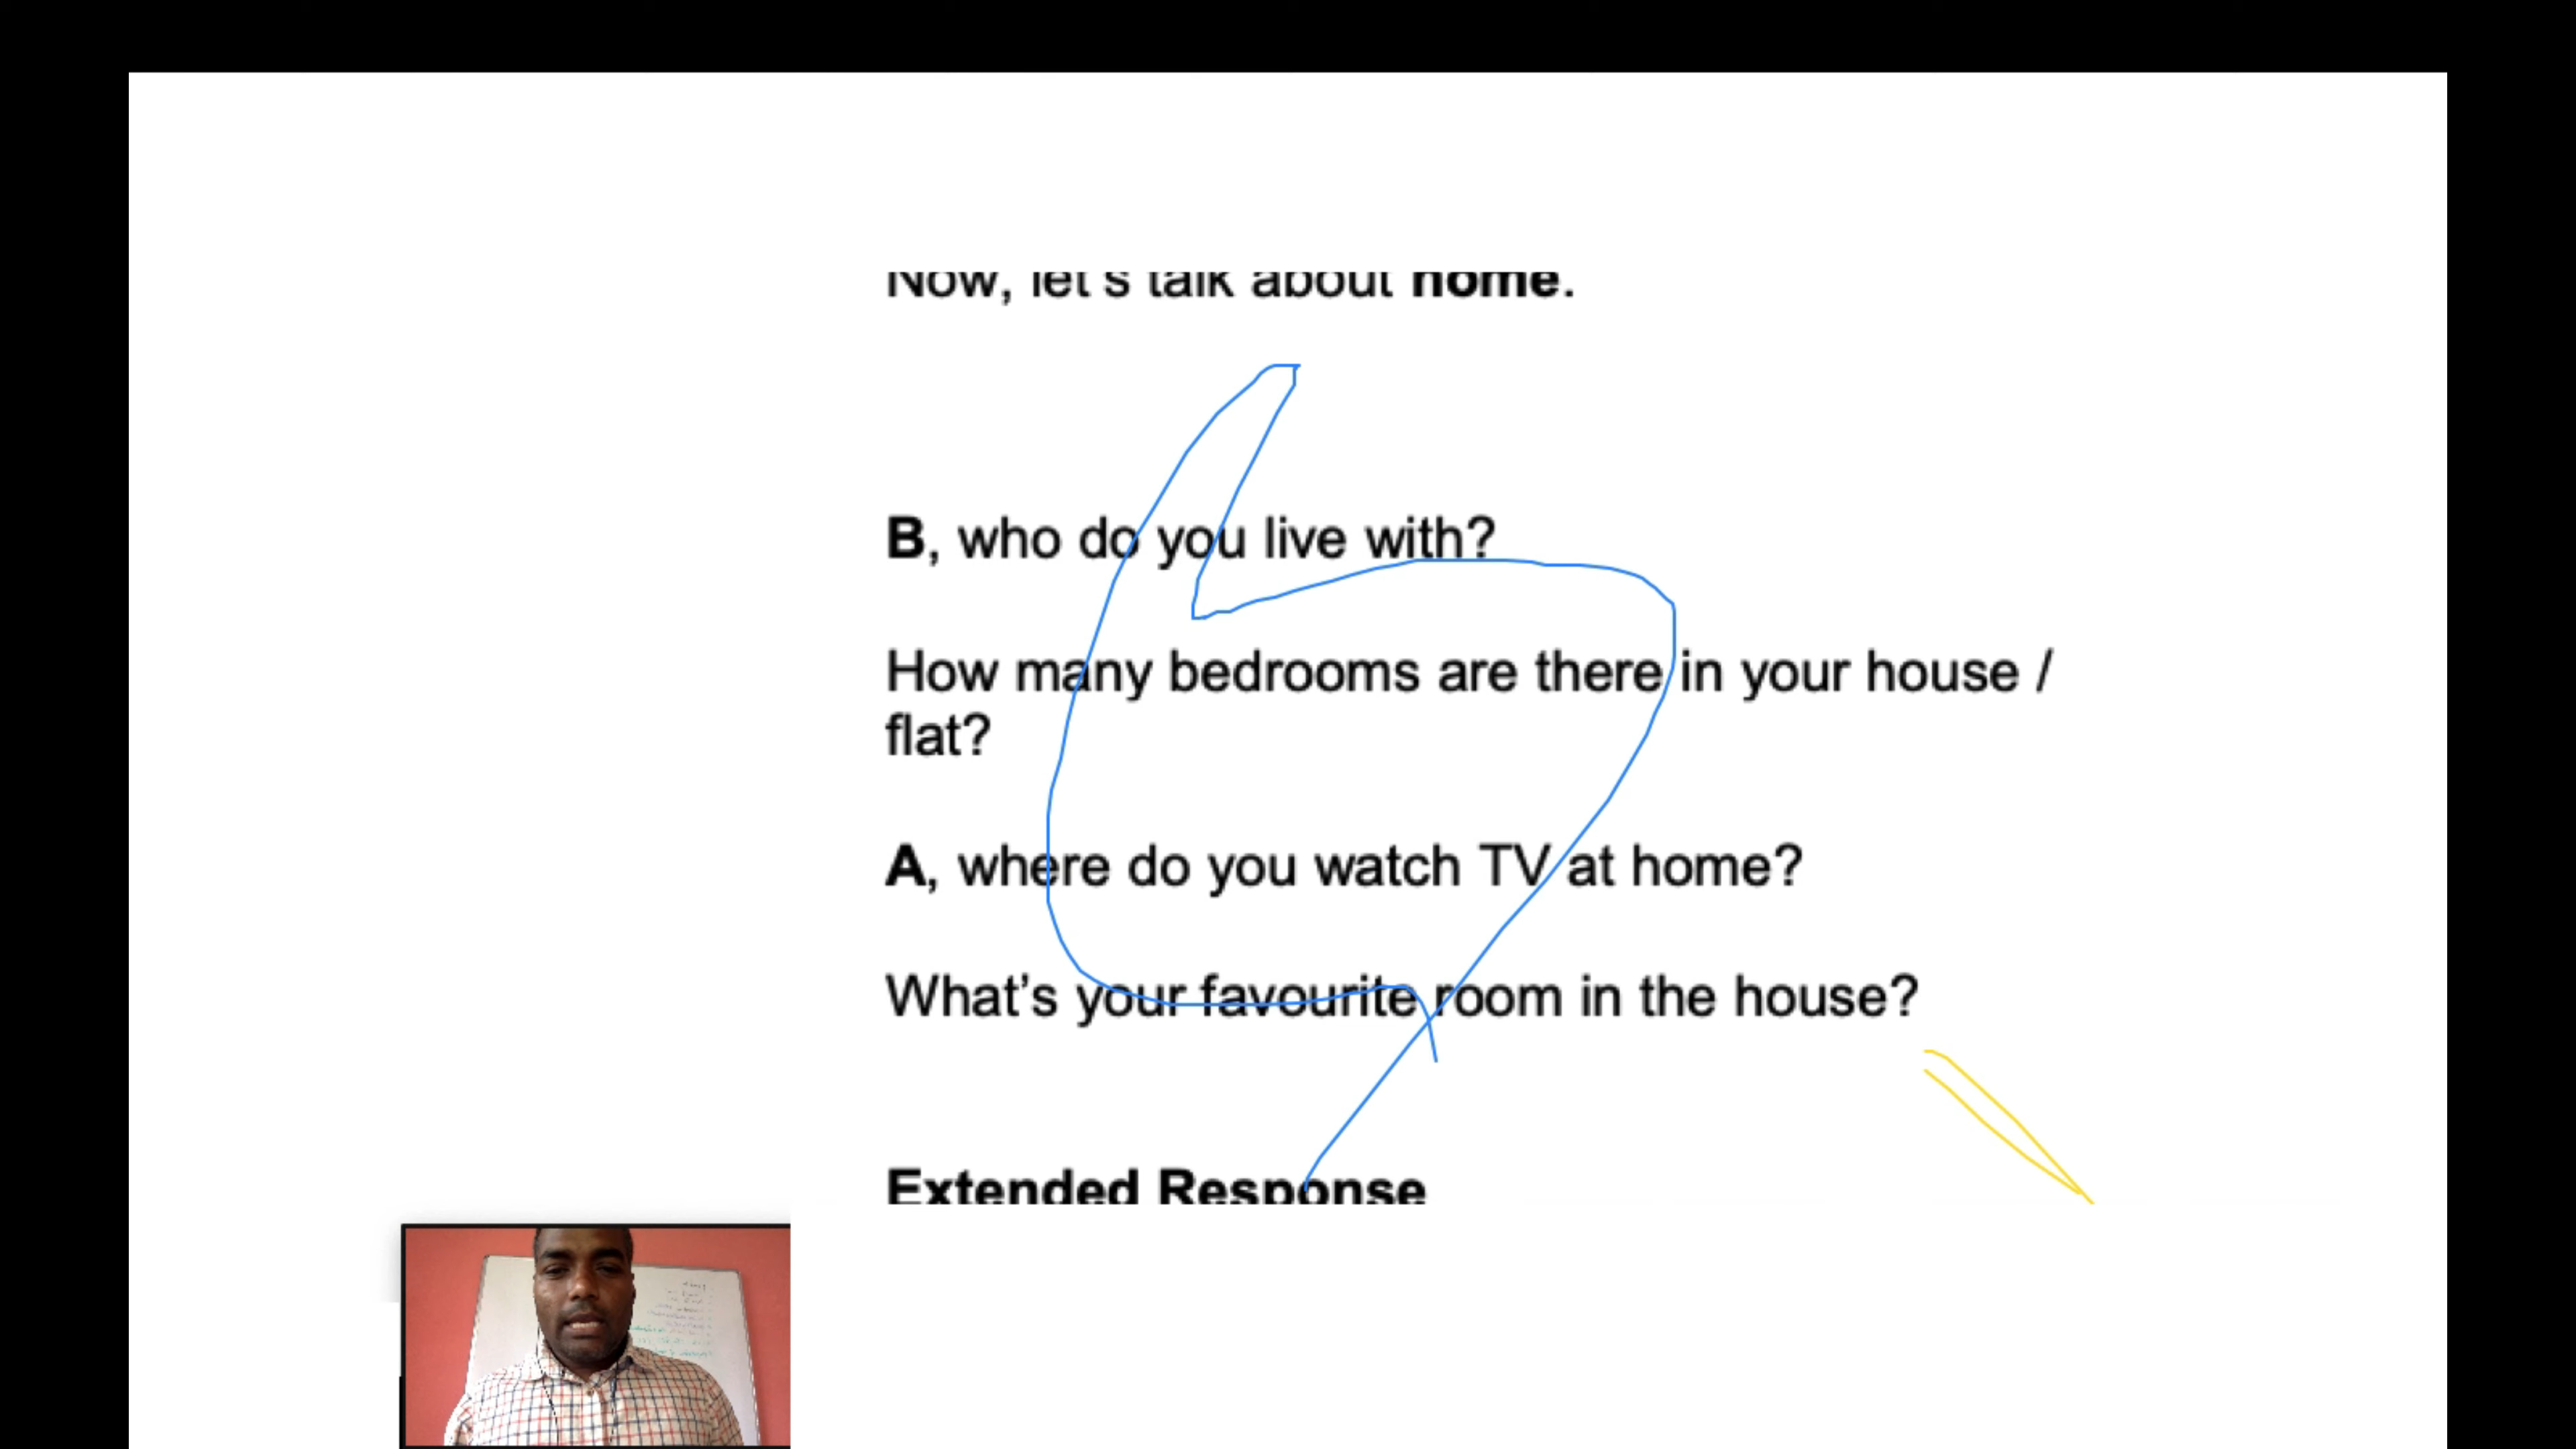 Now, let's talk about home.
B, who do you live with?
How many bedrooms are there in your house /
flat?
A, where do you watch TV at home?
What's your favourite room in the house?
Extended Response